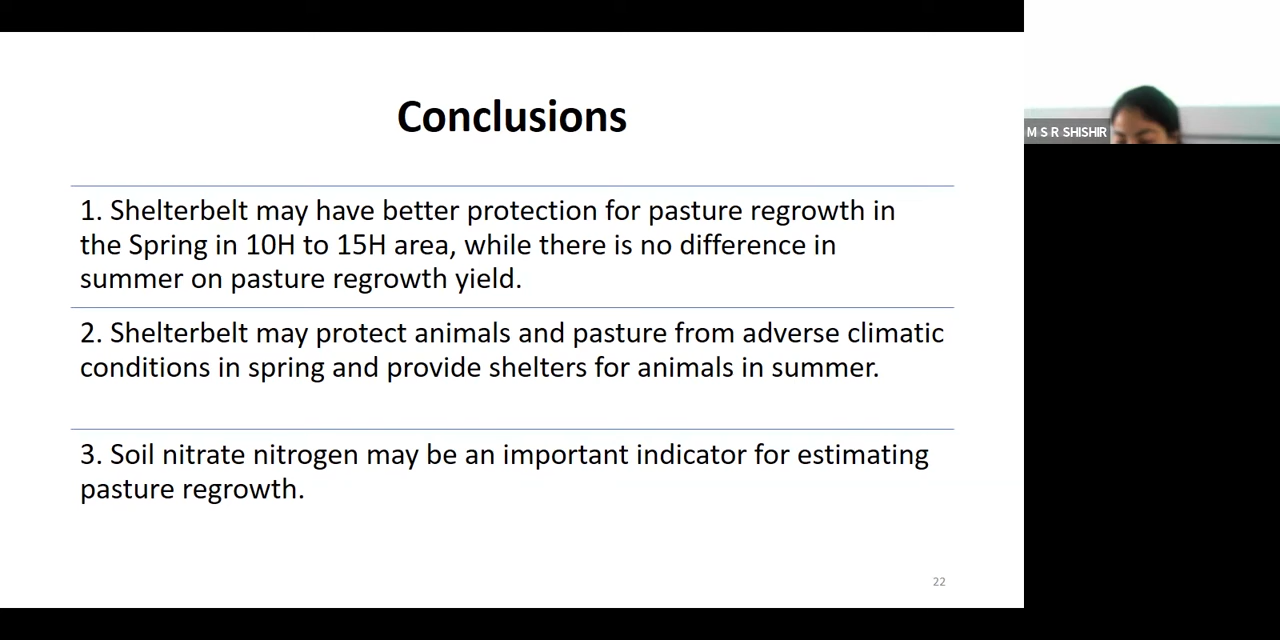 Conclusions
1. Shelterbelt may have better protection for pasture regrowth in
the Spring in 10H to 15H area, while there is no difference in
summer on pasture regrowth yield.
2. Shelterbelt may protect animals and pasture from adverse climatic
conditions in spring and provide shelters for animals in summer.
3. Soil nitrate nitrogen may be an important indicator for estimating
pasture regrowth.
22
M S R SHISHIR